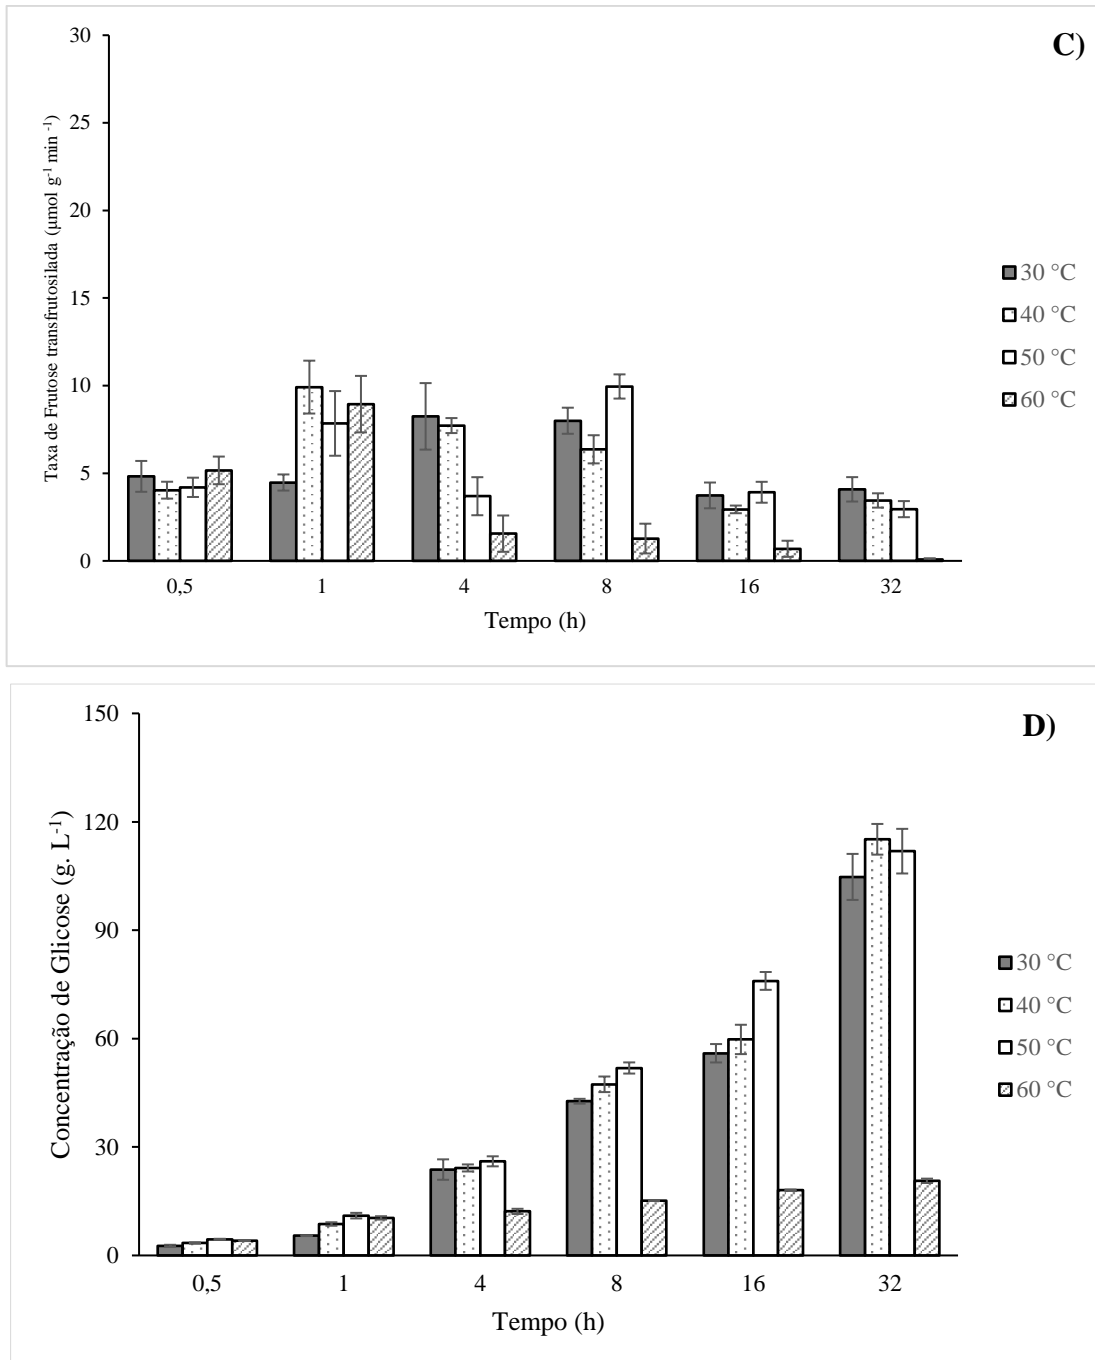 C)
30
25
20
15
10
5
0
Taxa de Frutose transfrutosilada (µmol g⁻¹ min ⁻¹)
0,5 1 4 8 16 32
Tempo (h)
30 °C
40 °C
50 °C
60 °C
D)
150
120
90
60
30
0
Concentração de Glicose (g. L⁻¹)
0,5 1 4 8 16 32
Tempo (h)
30 °C
40 °C
50 °C
60 °C